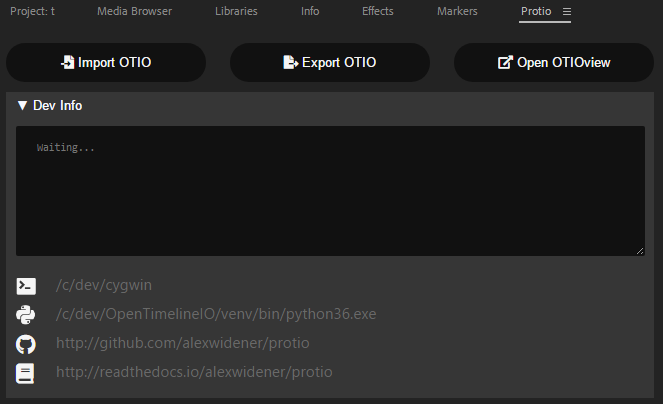 Project: t Media Browser Libraries Info Effects Markers Protio
Import OTIO Export OTIO Open OTIOview
Dev Info
Waiting...
/c/dev/cygwin
/c/dev/OpenTimelineIO/venv/bin/python36.exe
http://github.com/alexwidener/protio
http://readthedocs.io/alexwidener/protio